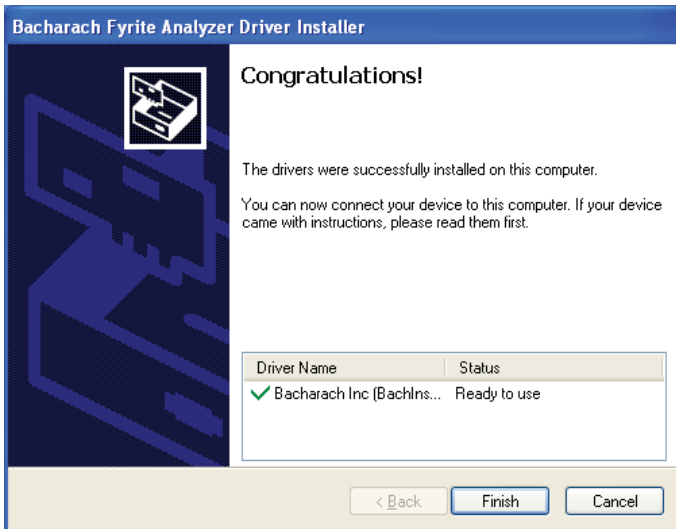 Bacharach Fyrite Analyzer Driver Installer
Congratulations!
The drivers were successfully installed on this computer.
You can now connect your device to this computer. If your device
came with instructions, please read them first.
Driver Name Status
Bacharach Inc (BachIns... Ready to use
< Back Finish Cancel